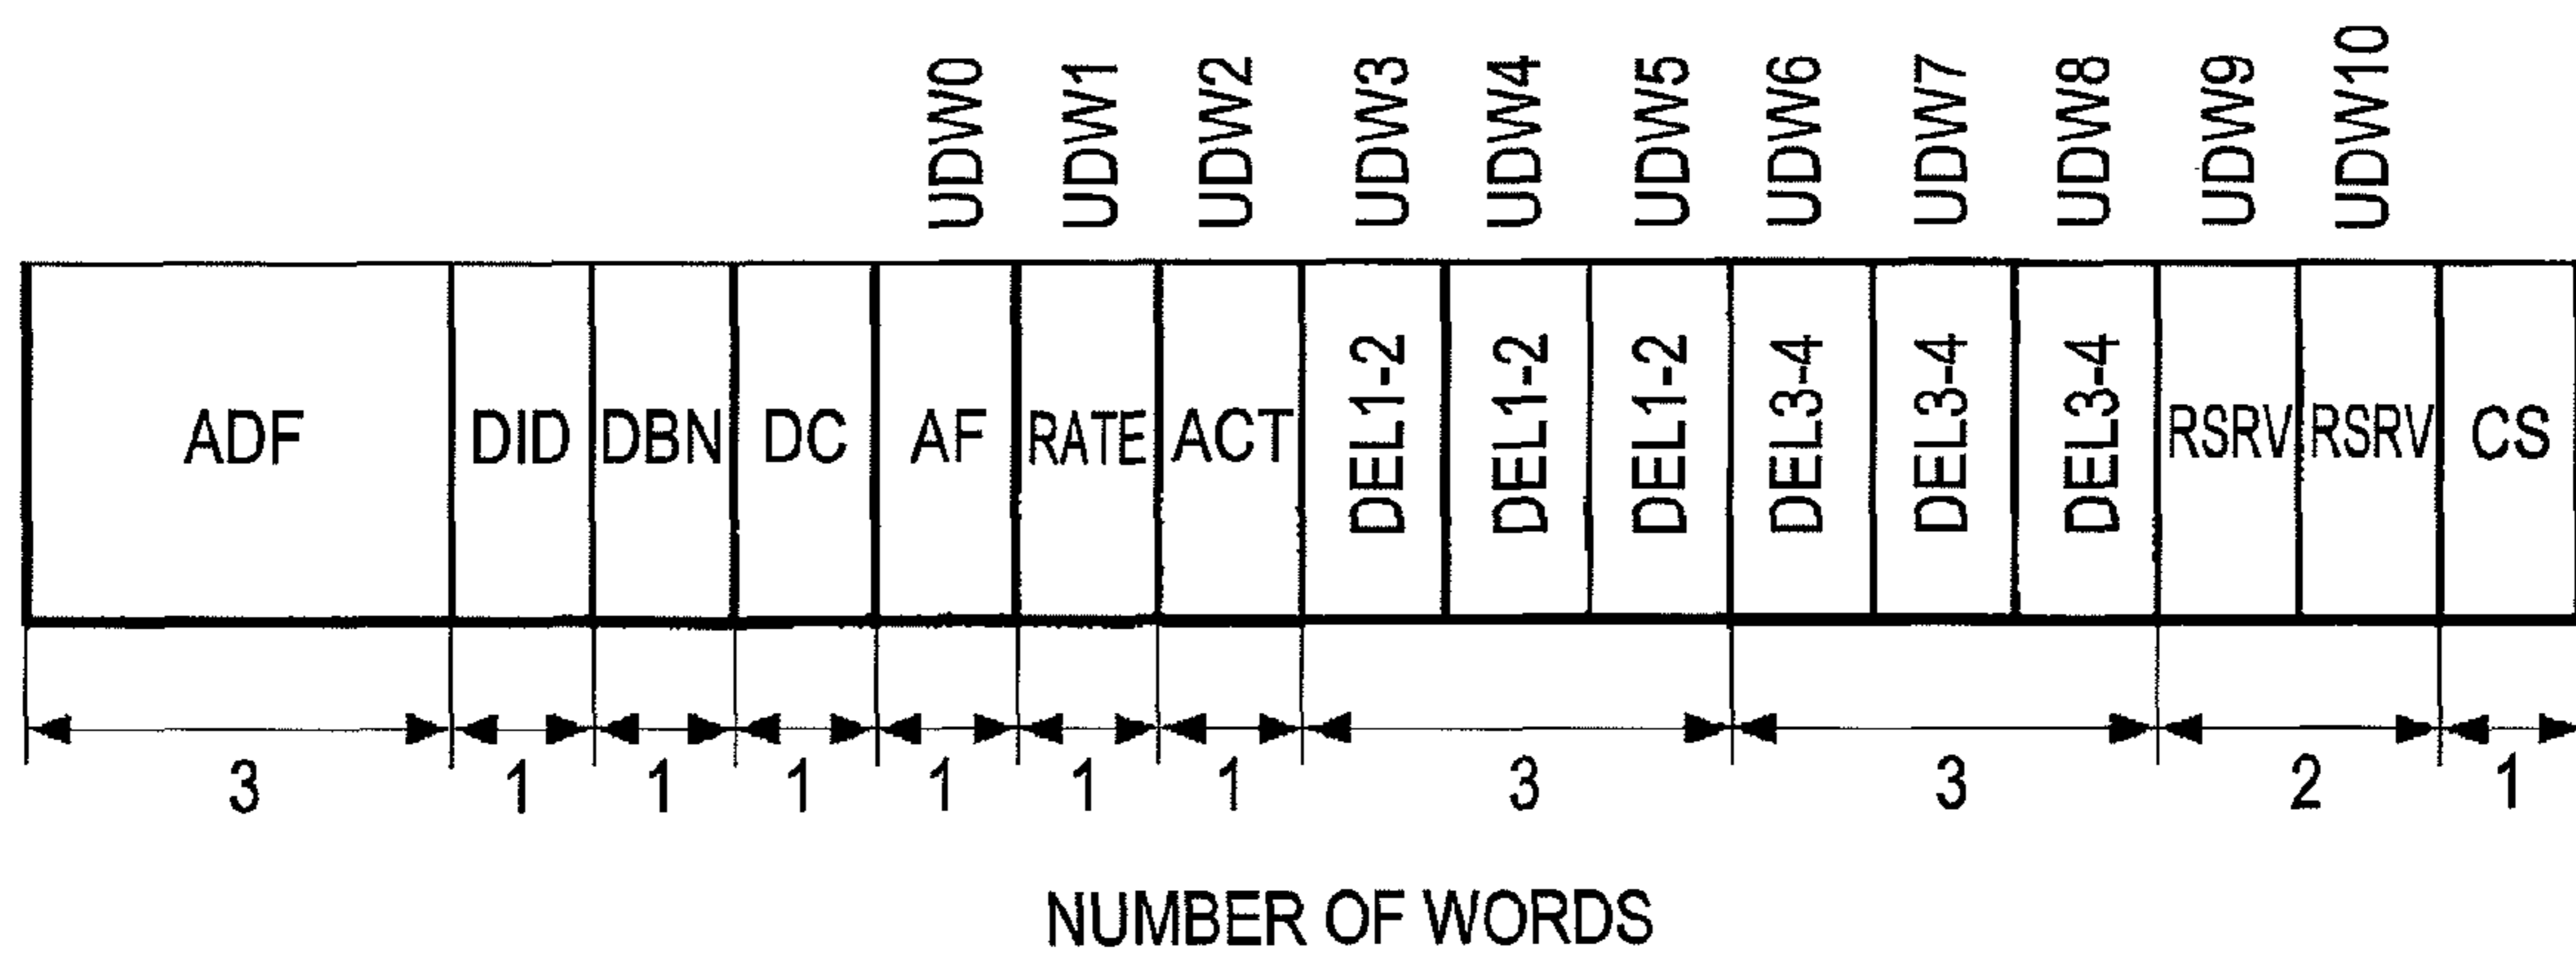 UDW0 UDW1 UDW2 UDW3 UDW4 UDW5 UDW6 UDW7 UDW8 UDW9 UDW10
ADF DID DBN DC AF RATE ACT DEL1-2 DEL1-2 DEL1-2 DEL3-4 DEL3-4 DEL3-4 RSRV RSRV CS
3 1 1 1 1 1 1 3 3 2 1
NUMBER OF WORDS